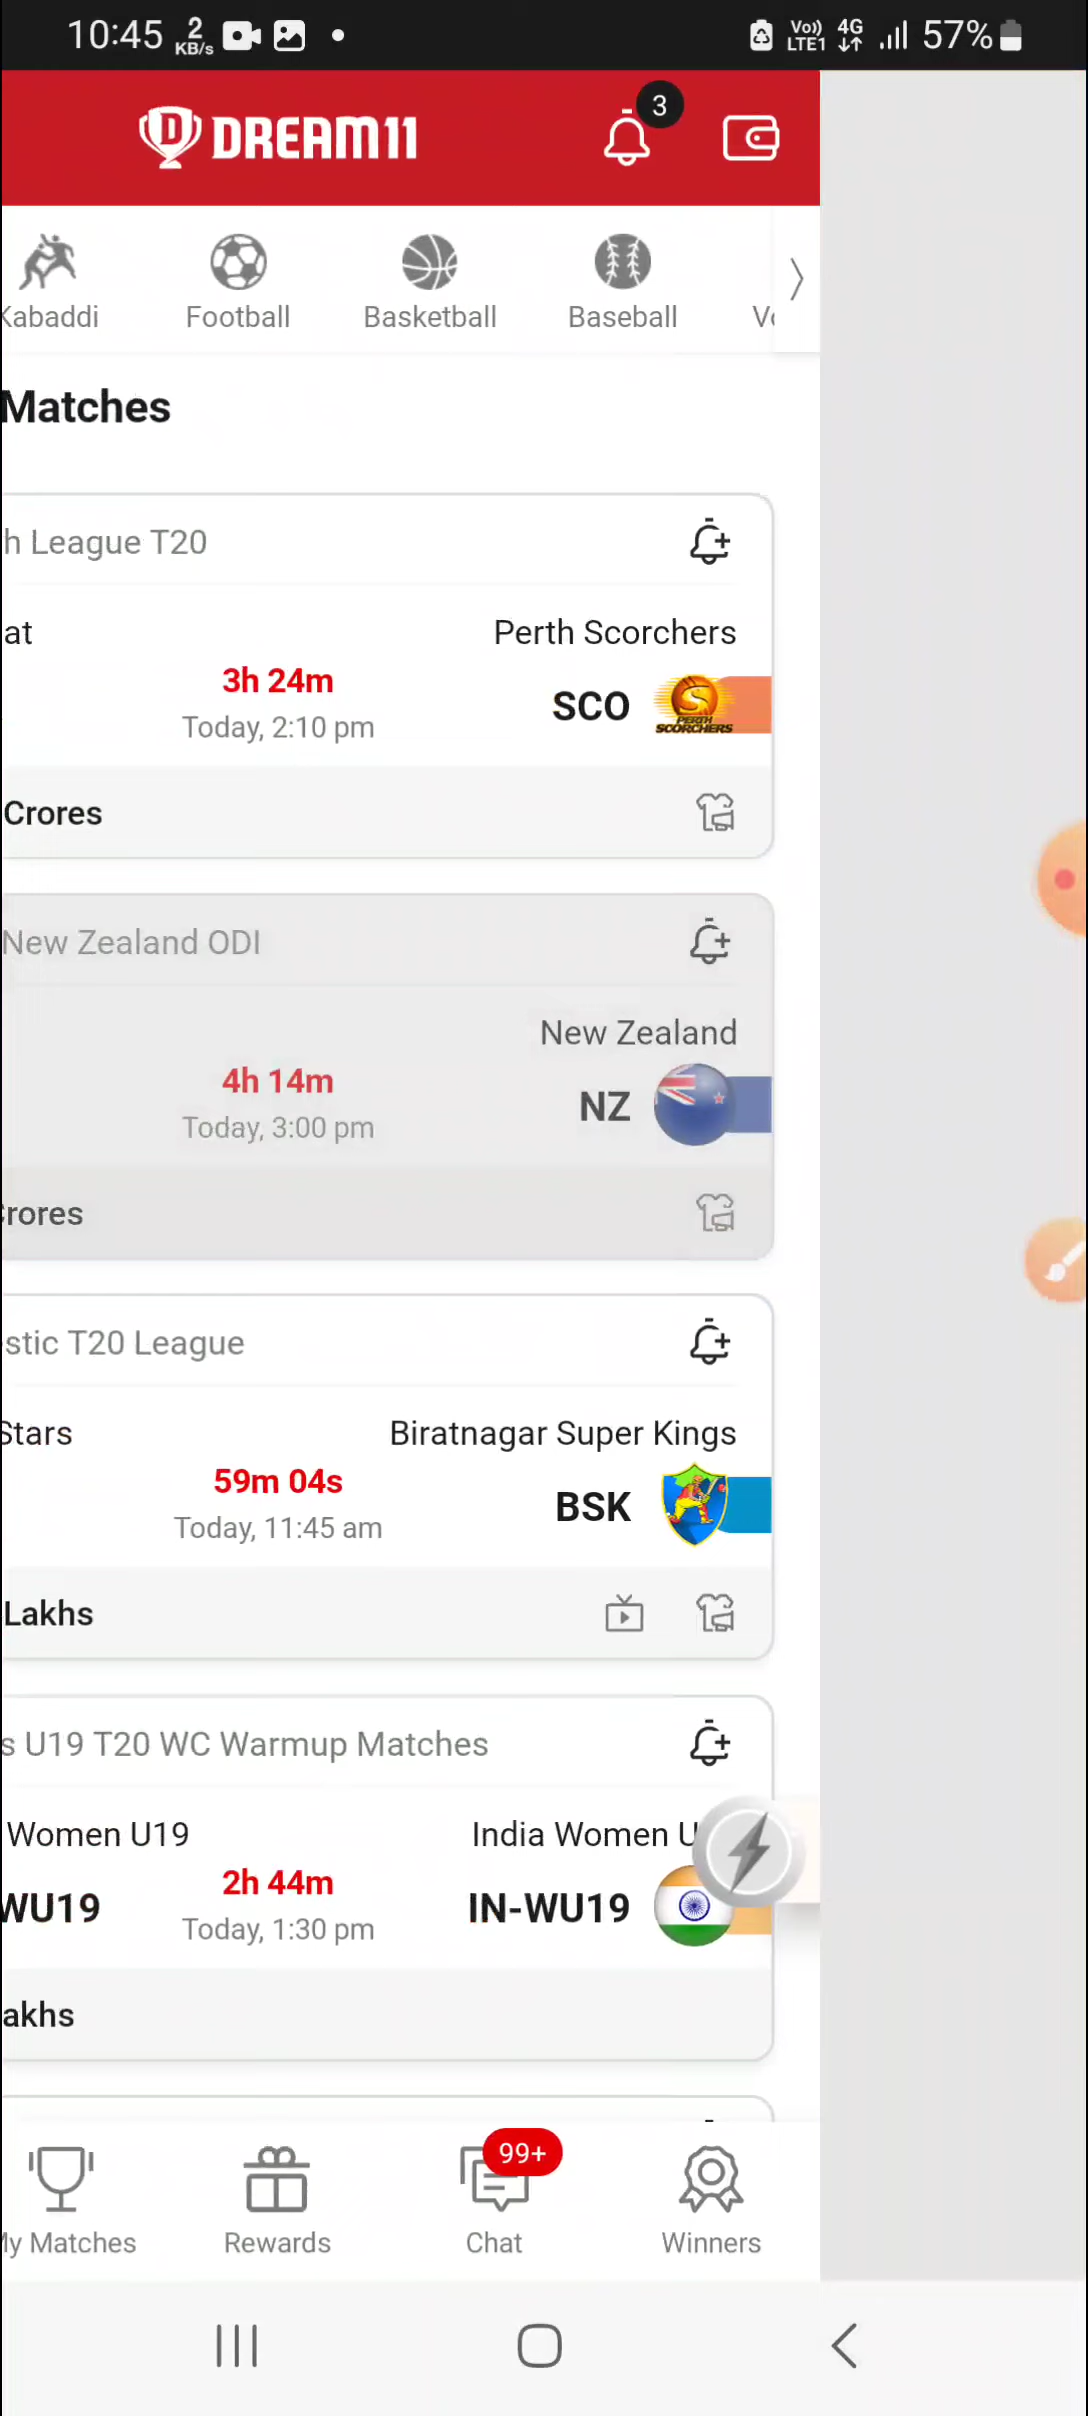 10:45 2 KB/s Vo)) LTE1 4G 57%
DREAM11 3
Kabaddi Football Basketball Baseball
Matches
h League T20
at Perth Scorchers
3h 24m
SCO
PERTH SCORCHERS
Today, 2:10 pm
Crores
New Zealand ODI
New Zealand
4h 14m
NZ
Today, 3:00 pm
rores
stic T20 League
Stars Biratnagar Super Kings
59m 04s
BSK
Today, 11:45 am
Lakhs
s U19 T20 WC Warmup Matches
Women U19 India Women U
2h 44m
WU19 IN-WU19
Today, 1:30 pm
akhs
99+
My Matches Rewards Chat Winners